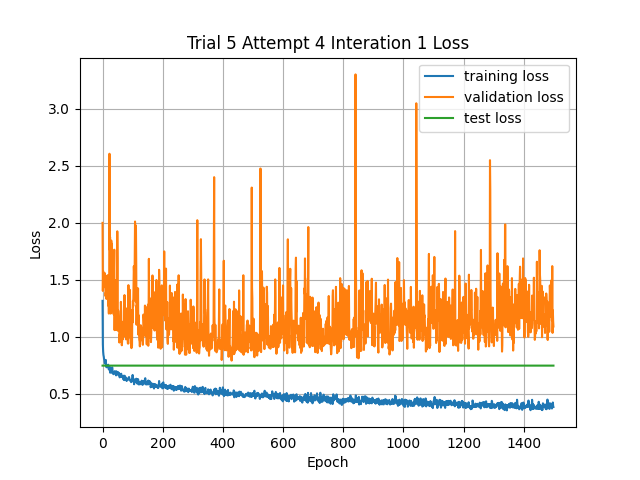 Trial 5 Attempt 4 Interation 1 Loss
training loss
validation loss
test loss
3.0
2.5
2.0
1.5
1.0
0.5
Loss
0 200 400 600 800 1000 1200 1400
Epoch